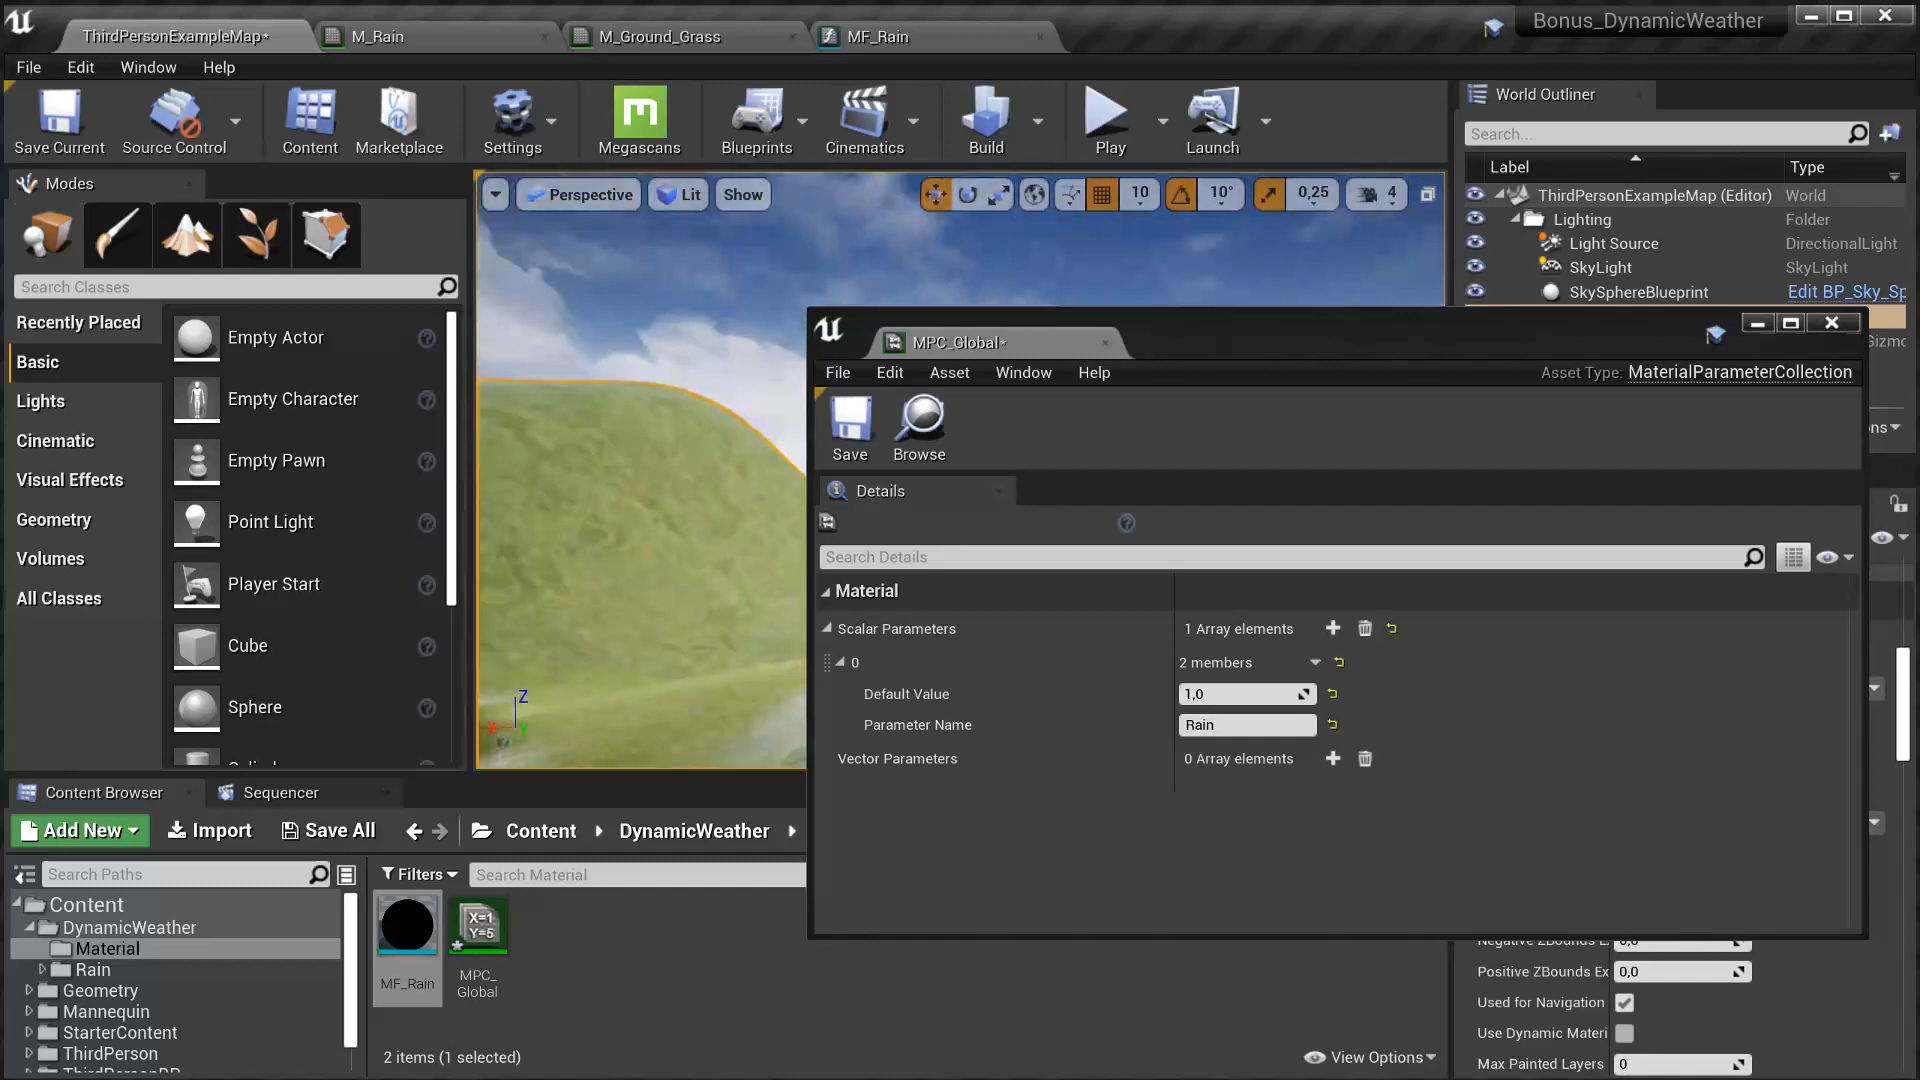 ThirdPersonExampleMap*
M_Rain
M_Ground_Grass
MF_Rain
Bonus_DynamicWeather
File Edit Window Help
Save Current
Source Control
Content
Marketplace
Settings
Megascans
Blueprints
Cinematics
Build
Play
Launch
World Outliner
Search...
Label
Type
ThirdPersonExampleMap (Editor) World
Lighting Folder
Light Source DirectionalLight
SkyLight SkyLight
SkySphereBlueprint Edit BP_Sky_Sp
Modes
Search Classes
Recently Placed
Basic
Lights
Cinematic
Visual Effects
Geometry
Volumes
All Classes
Empty Actor
Empty Character
Empty Pawn
Point Light
Player Start
Cube
Sphere
Perspective
Lit
Show
10
10°
0,25
4
Z
X
Y
MPC_Global*
File Edit Asset Window Help
Asset Type: MaterialParameterCollection
Save
Browse
Details
Search Details
Material
Scalar Parameters 1 Array elements
0 2 members
Default Value 1,0
Parameter Name Rain
Vector Parameters 0 Array elements
Content Browser
Sequencer
Add New
Import
Save All
Content
DynamicWeather
Search Paths
Filters
Search Material
Content
DynamicWeather
Material
Rain
Geometry
Mannequin
StarterContent
ThirdPerson
ThirdPersonBP
MF_Rain
X=1
Y=5
MPC_
Global
2 items (1 selected)
View Options
Negative ZBounds E 0,0
Positive ZBounds Ex 0,0
Used for Navigation
Use Dynamic Materi
Max Painted Layers 0